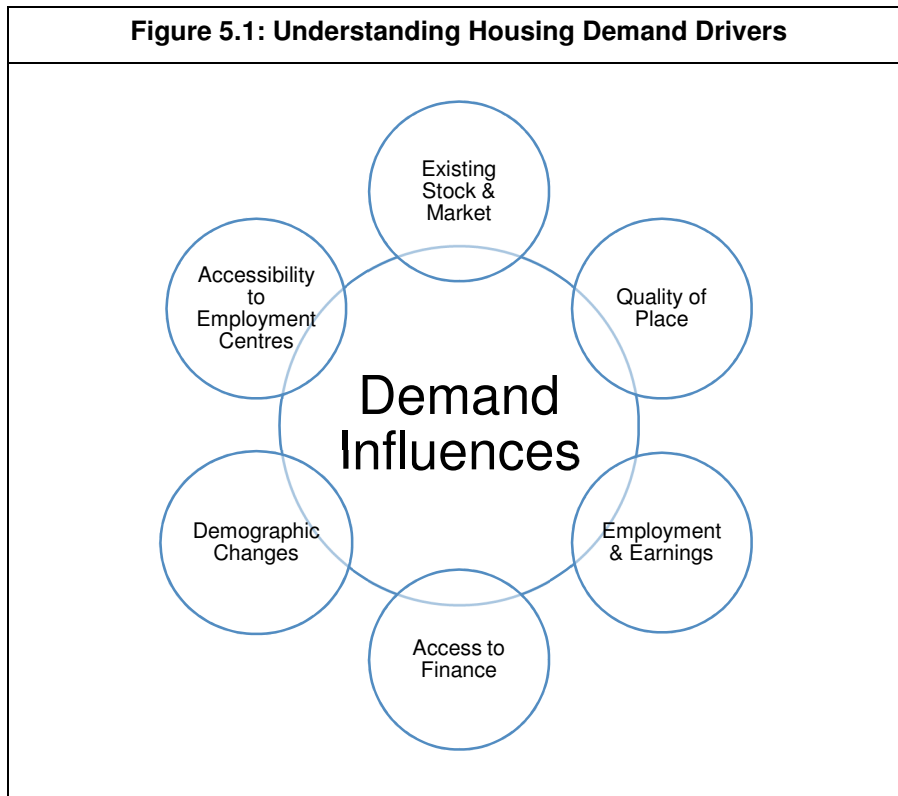 Figure 5.1: Understanding Housing Demand Drivers
Existing
Stock &
Market
Accessibility
to
Employment
Centres
Quality of
Place
Demand
Influences
Demographic
Changes
Employment
& Earnings
Access to
Finance